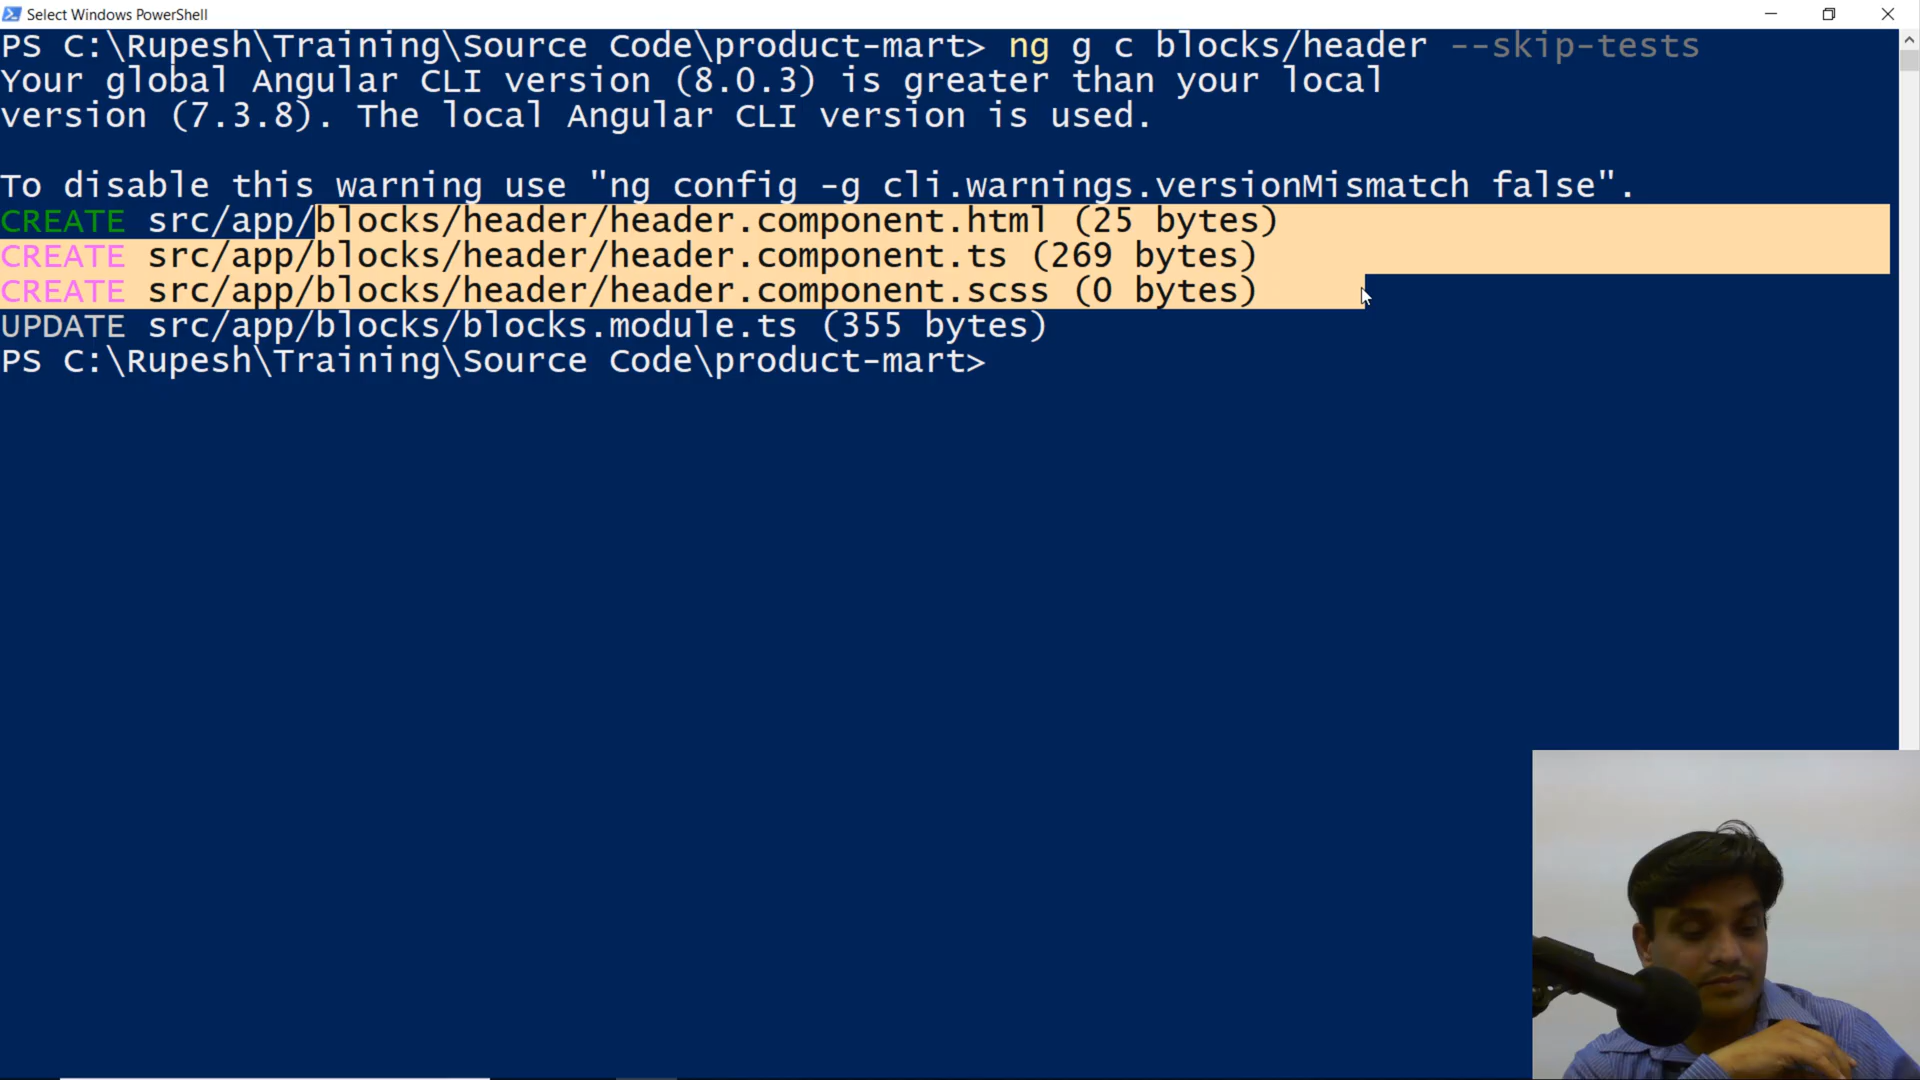 Select Windows PowerShell
PS C:\Rupesh\Training\Source Code\product-mart> ng g c blocks/header --skip-tests
Your global Angular CLI version (8.0.3) is greater than your local
version (7.3.8). The local Angular CLI version is used.
To disable this warning use "ng config -g cli.warnings.versionMismatch false".
CREATE src/app/blocks/header/header.component.html (25 bytes)
CREATE src/app/blocks/header/header.component.ts (269 bytes)
CREATE src/app/blocks/header/header.component.scss (0 bytes)
UPDATE src/app/blocks/blocks.module.ts (355 bytes)
PS C:\Rupesh\Training\Source Code\product-mart>